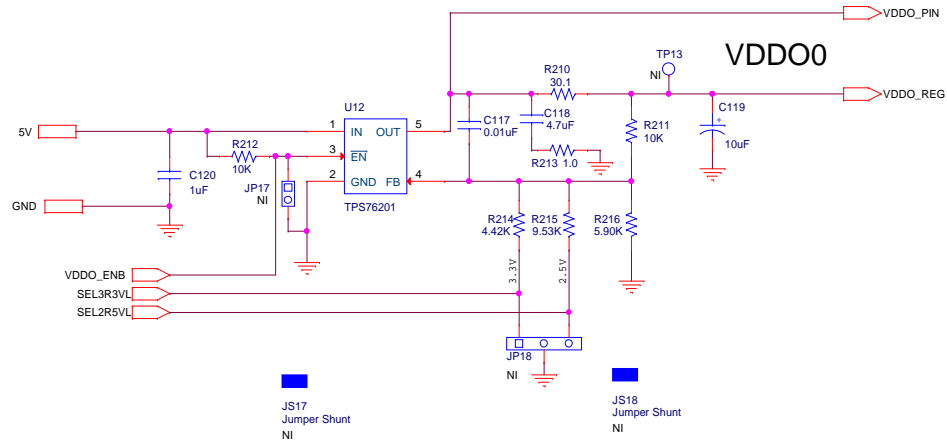 VDDO_PIN
VDDO0
TP13
NI
VDDO_REG
R210
30.1
U12
C117
0.01uF
C118
4.7uF
C119
10uF
R211
10K
5V
1
IN
OUT
5
R212
10K
3
EN
R213 1.0
C120
1uF
JP17
NI
2
GND
FB
4
TPS76201
GND
R214
4.42K
R215
9.53K
R216
5.90K
3.3V
2.5V
VDDO_ENB
SEL3R3VL
SEL2R5VL
JP18
NI
JS17
Jumper Shunt
NI
JS18
Jumper Shunt
NI